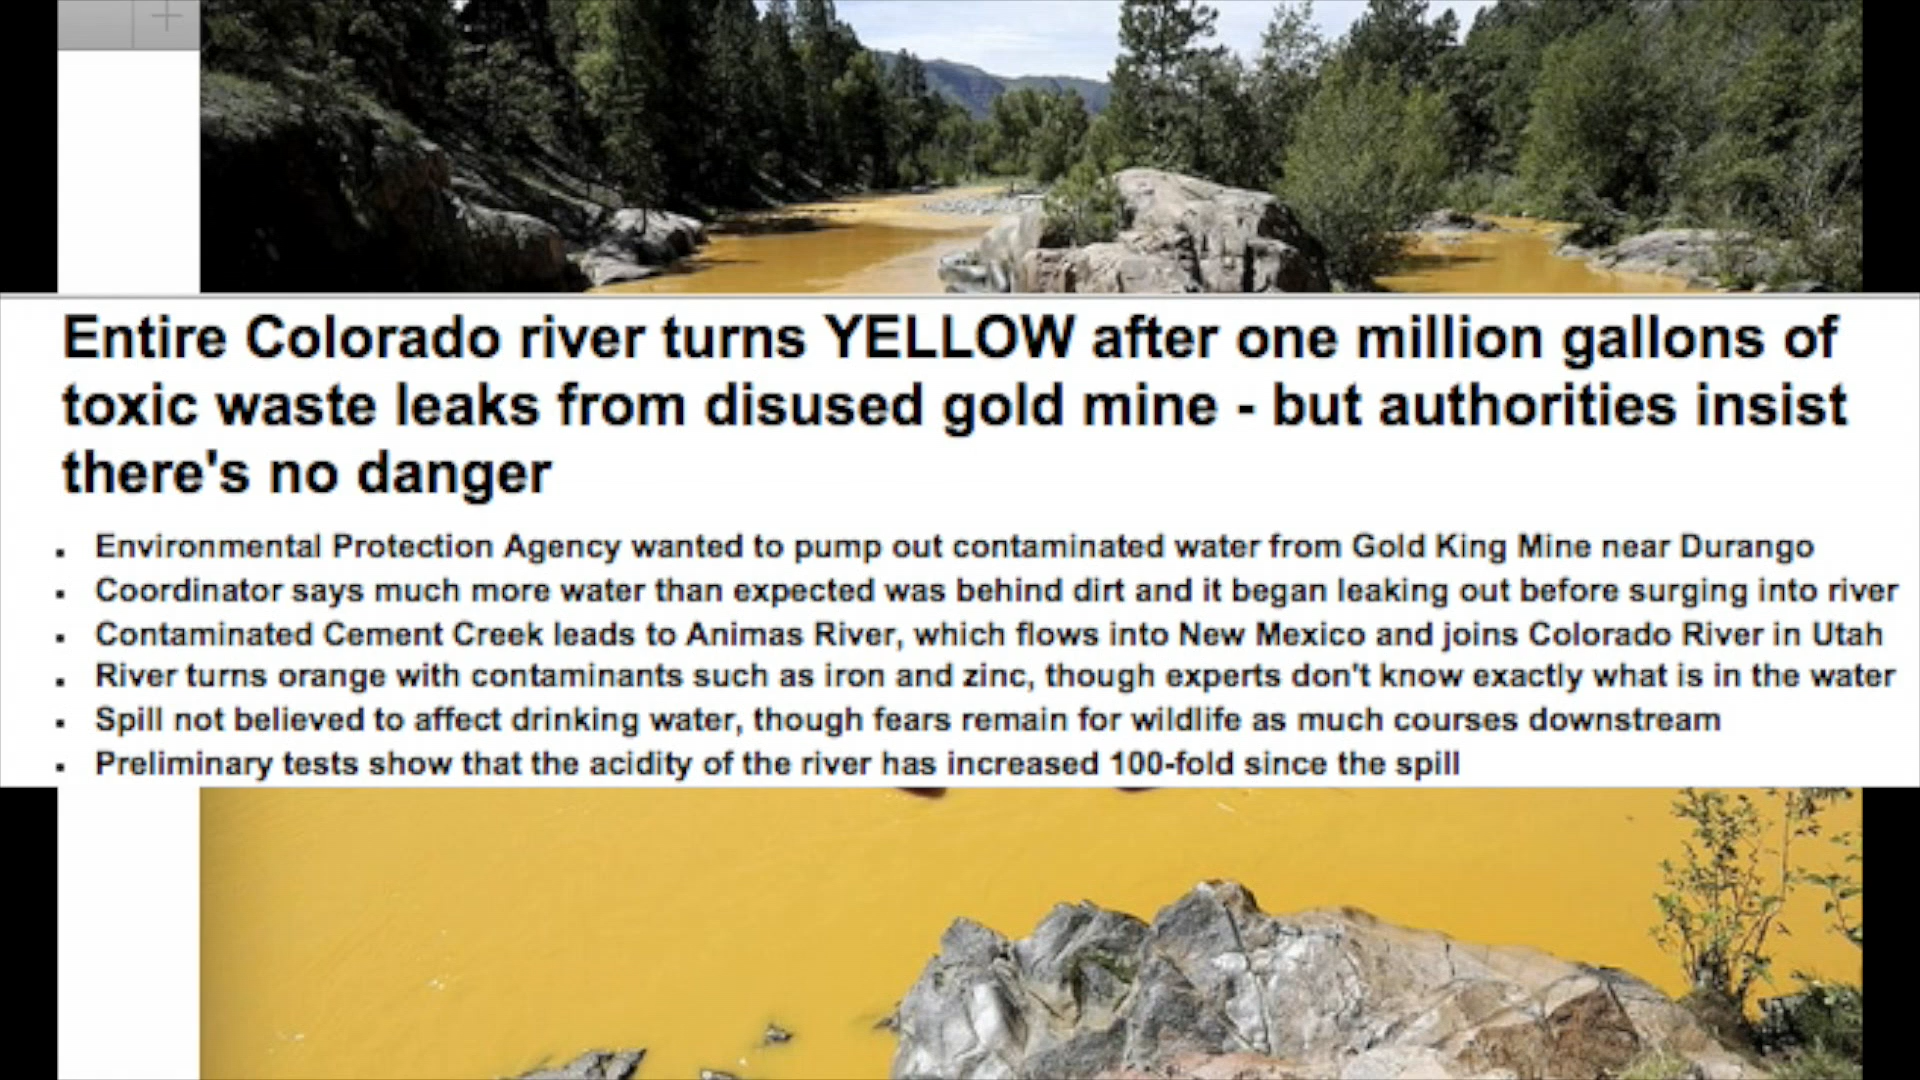 Entire Colorado river turns YELLOW after one million gallons of
toxic waste leaks from disused gold mine - but authorities insist
there's no danger
Environmental Protection Agency wanted to pump out contaminated water from Gold King Mine near Durango
Coordinator says much more water than expected was behind dirt and it began leaking out before surging into river
Contaminated Cement Creek leads to Animas River, which flows into New Mexico and joins Colorado River in Utah
River turns orange with contaminants such as iron and zinc, though experts don't know exactly what is in the water
Spill not believed to affect drinking water, though fears remain for wildlife as much courses downstream
Preliminary tests show that the acidity of the river has increased 100-fold since the spill